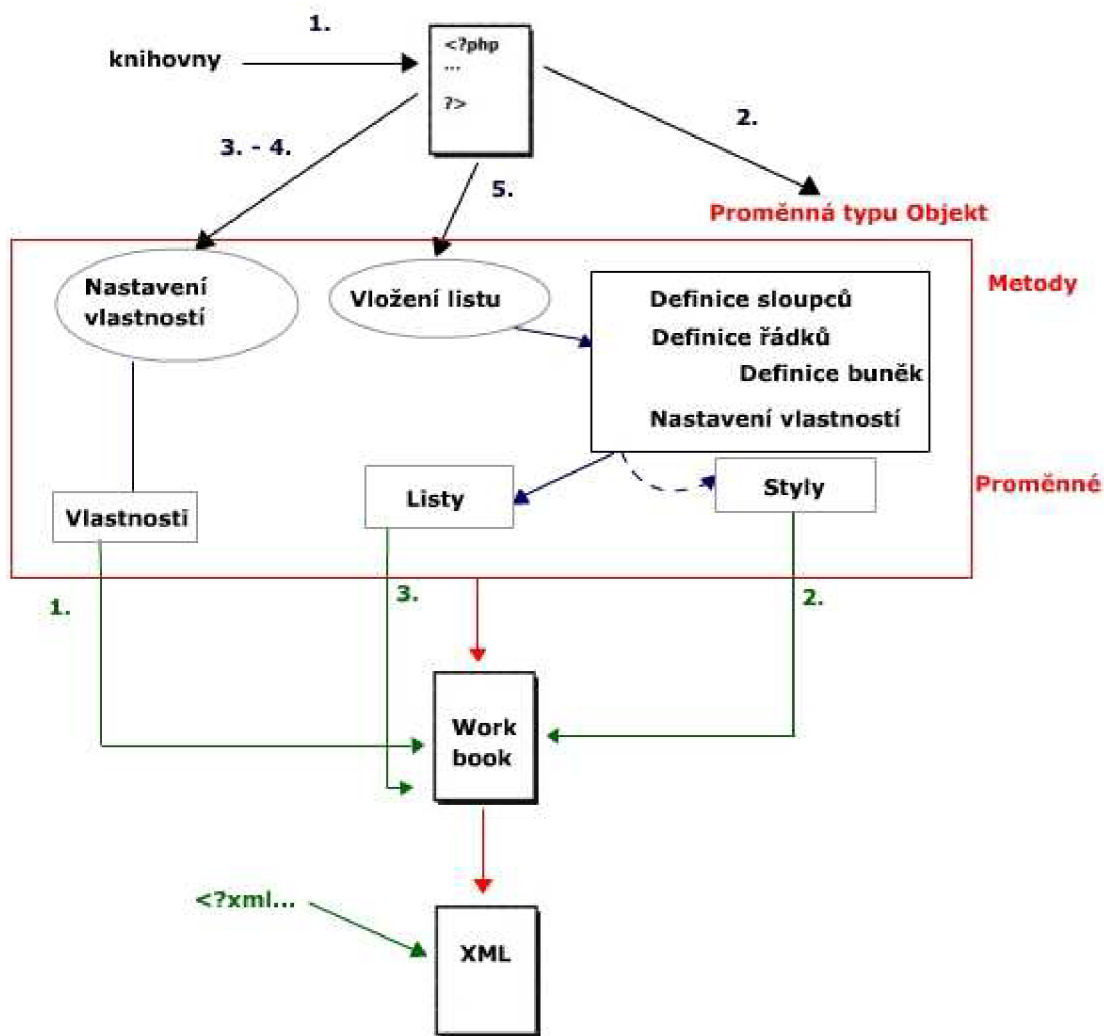 1.
knihovny
<?php
...
?>
2.
3. - 4.
5.
Proměnná typu Objekt
Metody
Nastavení
vlastností
Vložení listu
Definice sloupců
Definice řádků
Definice buněk
Nastavení vlastností
Vlastnosti
Listy
Styly
Proměnné
1.
3.
2.
Work
book
<?xml...
XML